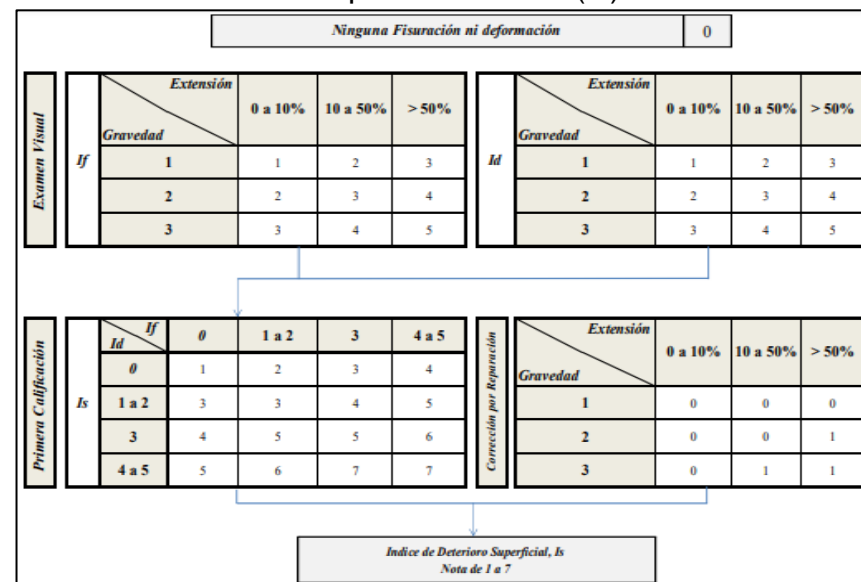 Ninguna Fisuración ni deformación 0
Examen Visual
If
Extensión
Gravedad
0 a 10% 10 a 50% > 50%
1 1 2 3
2 2 3 4
3 3 4 5
Id
Extensión
Gravedad
0 a 10% 10 a 50% > 50%
1 1 2 3
2 2 3 4
3 3 4 5
Primera Calificación
Is
If
Id
0 1 a 2 3 4 a 5
0 1 2 3 4
1 a 2 3 3 4 5
3 4 5 5 6
4 a 5 5 6 7 7
Corrección por Reparación
Extensión
Gravedad
0 a 10% 10 a 50% > 50%
1 0 0 0
2 0 0 1
3 0 1 1
Indice de Deterioro Superficial, Is
Nota de 1 a 7